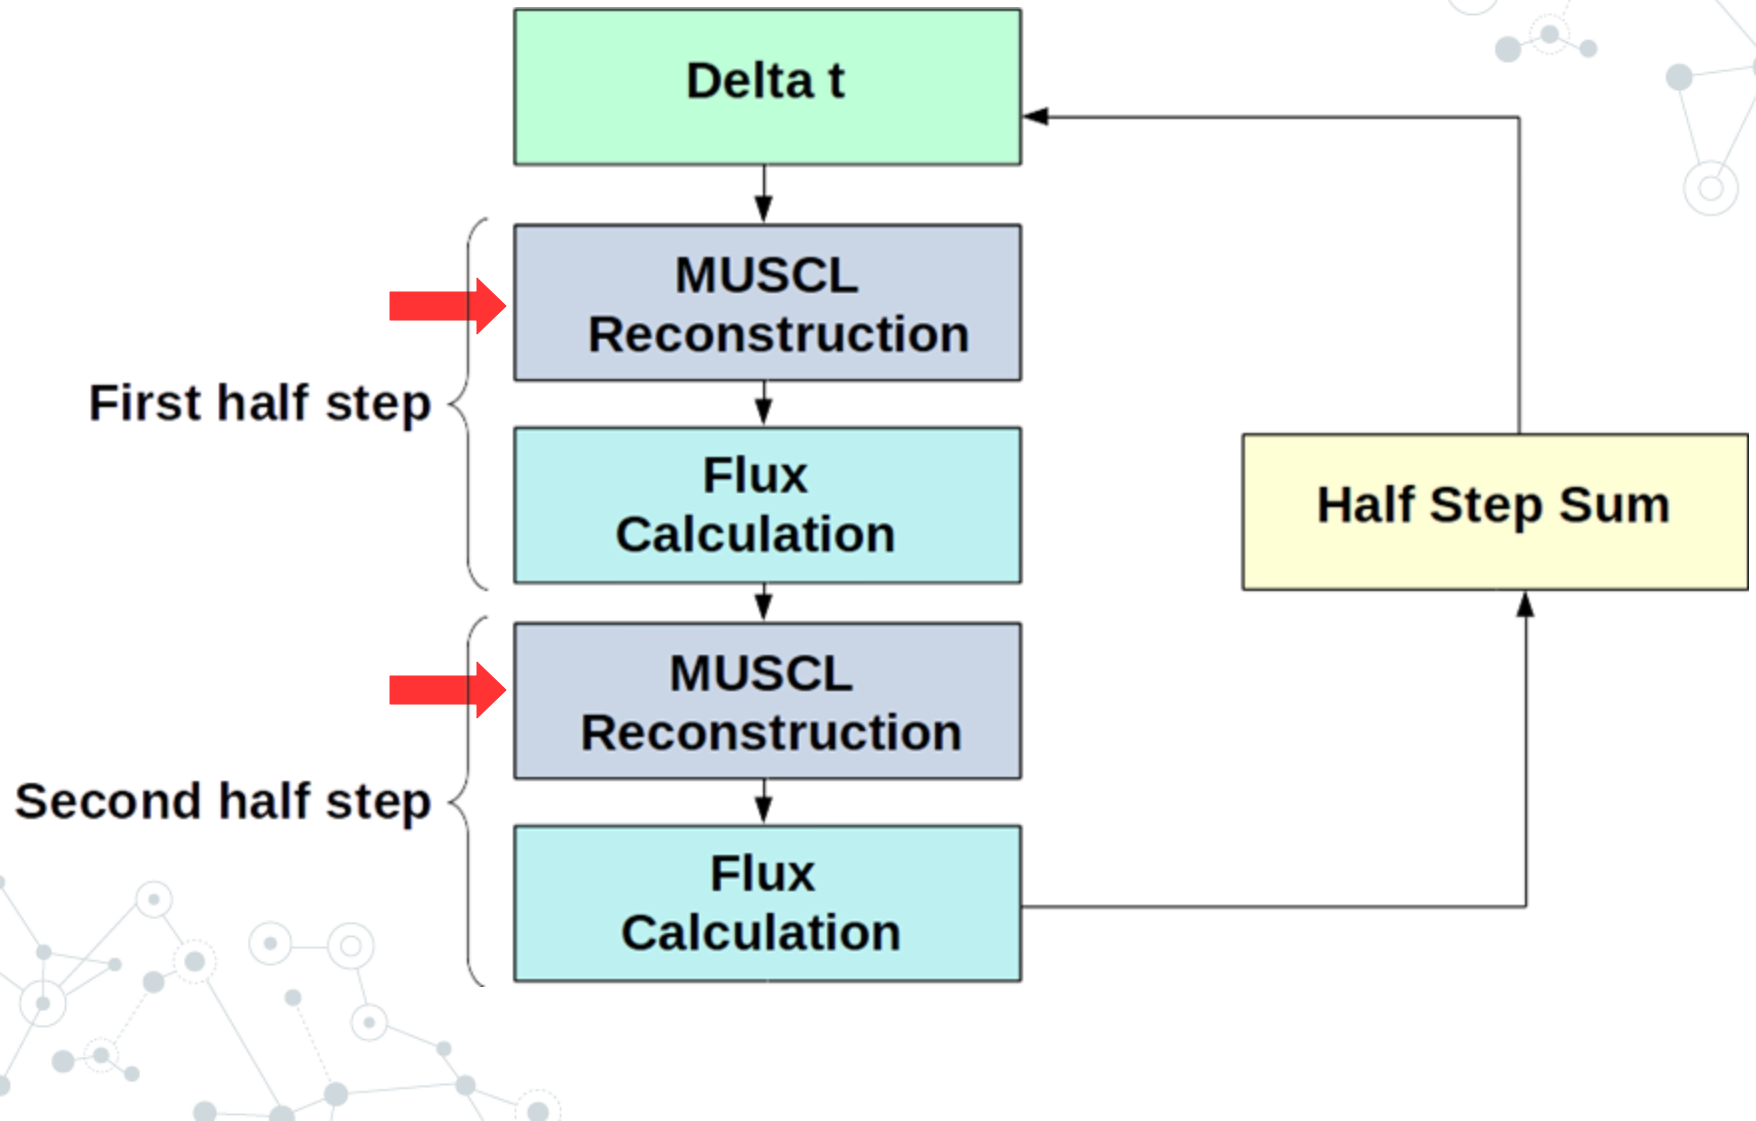 Delta t
MUSCL
Reconstruction
First half step
Flux
Calculation
Half Step Sum
MUSCL
Reconstruction
Second half step
Flux
Calculation